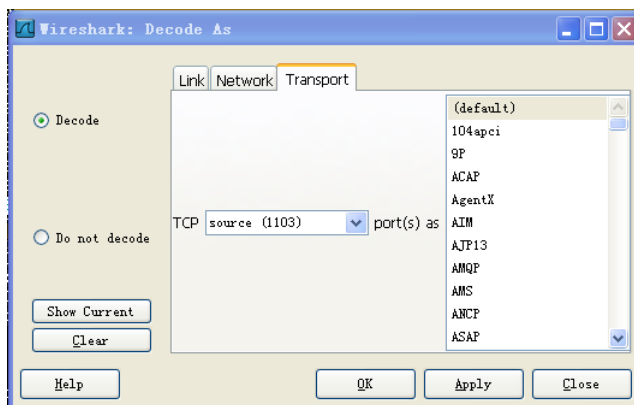 Wireshark: Decode As
Link Network Transport
Decode
Do not decode
Show Current
Clear
TCP source (1103) port(s) as
(default)
104apci
9P
ACAP
AgentX
AIM
AJP13
AMQP
AMS
ANCP
ASAP
Help OK Apply Close